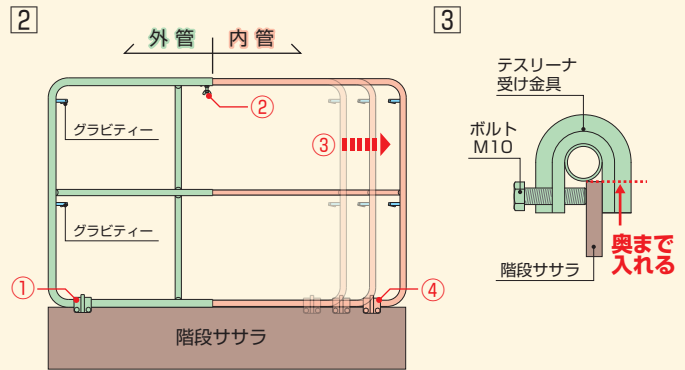 2
外管 内管
②
③
グラビティー
グラビティー
①
④
階段ササラ
3
テスリーナ
受け金具
ボルト
M10
奥まで
入れる
階段ササラ